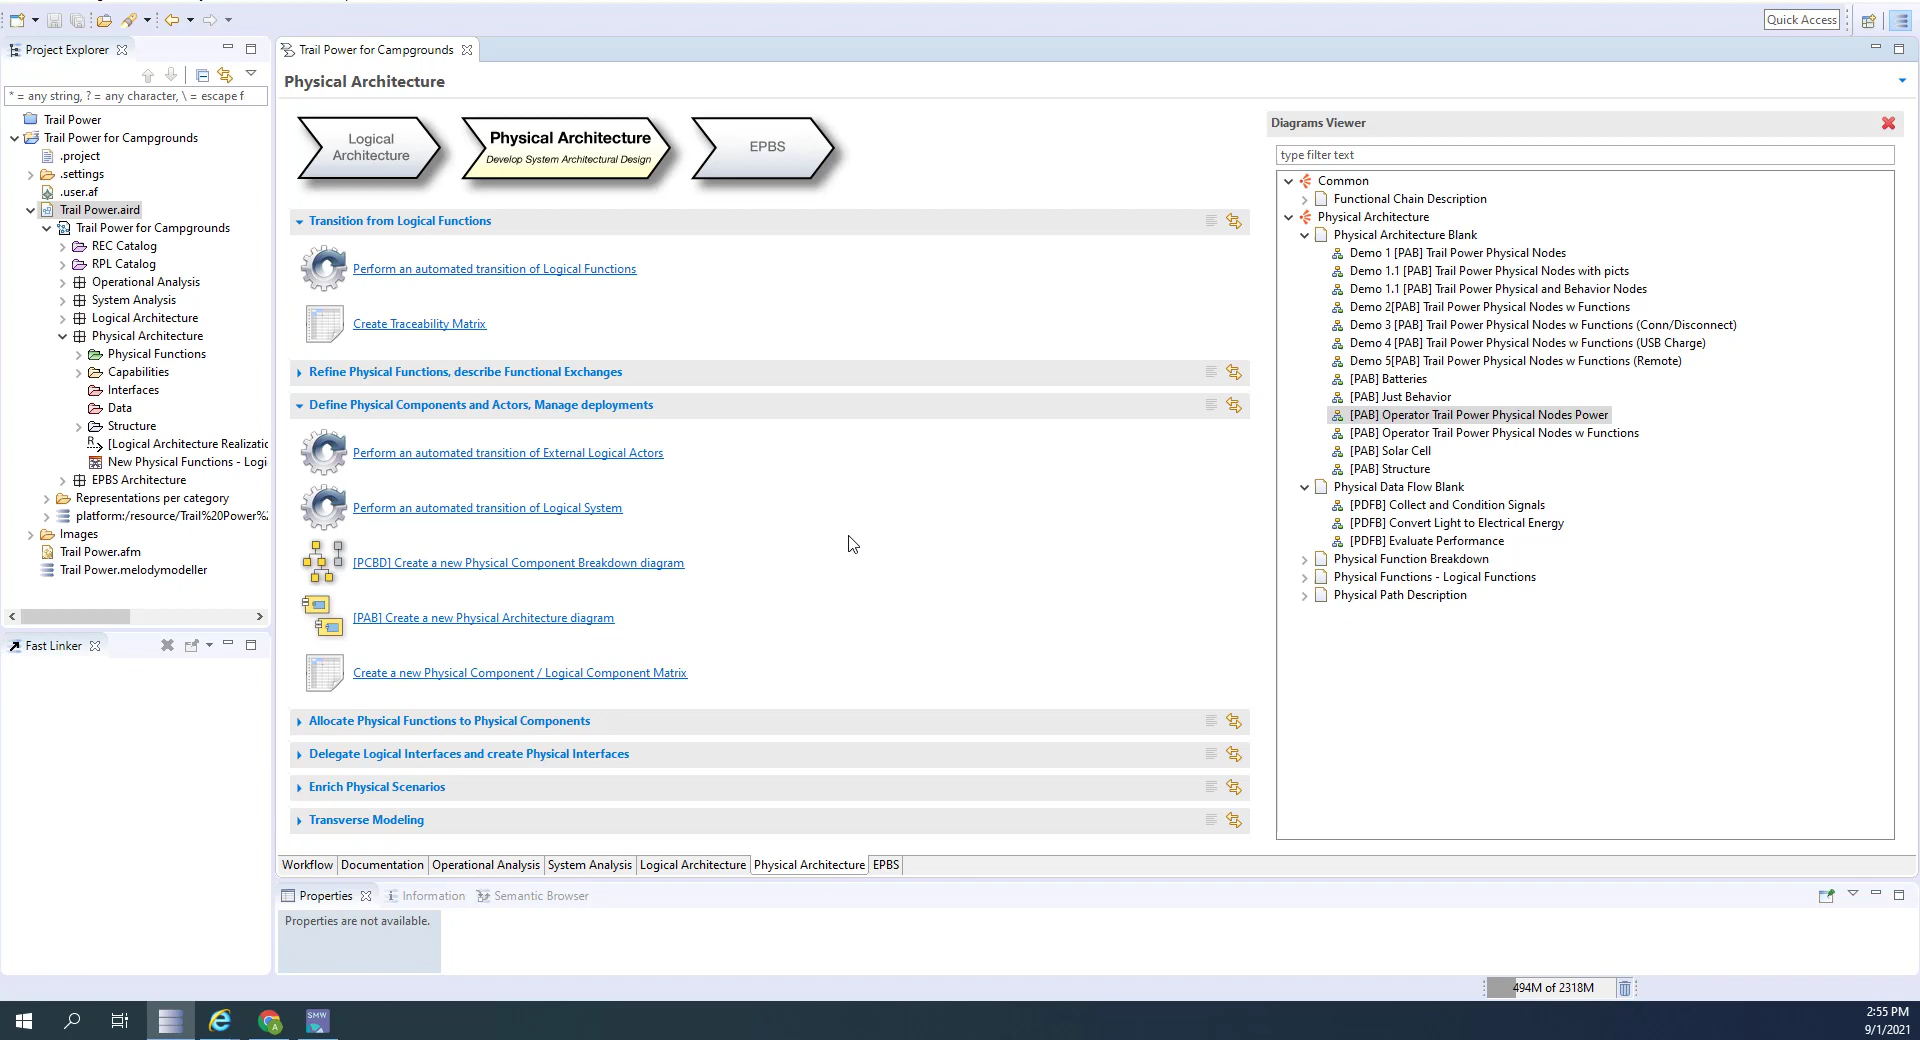 Quick Access
Project Explorer
* = any string, ? = any character, \ = escape f
Trail Power
Trail Power for Campgrounds
.project
.settings
.user.af
Trail Power.aird
Trail Power for Campgrounds
REC Catalog
RPL Catalog
Operational Analysis
System Analysis
Logical Architecture
Physical Architecture
Physical Functions
Capabilities
Interfaces
Data
Structure
[Logical Architecture Realizatic
New Physical Functions - Logi
EPBS Architecture
Representations per category
platform:/resource/Trail%20Power%
Images
Trail Power.afm
Trail Power.melodymodeller
Fast Linker
Trail Power for Campgrounds
Physical Architecture
Logical
Architecture
Physical Architecture
Develop System Architectural Design
EPBS
Transition from Logical Functions
Perform an automated transition of Logical Functions
Create Traceability Matrix
Refine Physical Functions, describe Functional Exchanges
Define Physical Components and Actors, Manage deployments
Perform an automated transition of External Logical Actors
Perform an automated transition of Logical System
[PCBD] Create a new Physical Component Breakdown diagram
[PAB] Create a new Physical Architecture diagram
Create a new Physical Component / Logical Component Matrix
Allocate Physical Functions to Physical Components
Delegate Logical Interfaces and create Physical Interfaces
Enrich Physical Scenarios
Transverse Modeling
Workflow Documentation Operational Analysis System Analysis Logical Architecture Physical Architecture EPBS
Diagrams Viewer
type filter text
Common
Functional Chain Description
Physical Architecture
Physical Architecture Blank
Demo 1 [PAB] Trail Power Physical Nodes
Demo 1.1 [PAB] Trail Power Physical Nodes with picts
Demo 1.1 [PAB] Trail Power Physical and Behavior Nodes
Demo 2[PAB] Trail Power Physical Nodes w Functions
Demo 3 [PAB] Trail Power Physical Nodes w Functions (Conn/Disconnect)
Demo 4 [PAB] Trail Power Physical Nodes w Functions (USB Charge)
Demo 5[PAB] Trail Power Physical Nodes w Functions (Remote)
[PAB] Batteries
[PAB] Just Behavior
[PAB] Operator Trail Power Physical Nodes Power
[PAB] Operator Trail Power Physical Nodes w Functions
[PAB] Solar Cell
[PAB] Structure
Physical Data Flow Blank
[PDFB] Collect and Condition Signals
[PDFB] Convert Light to Electrical Energy
[PDFB] Evaluate Performance
Physical Function Breakdown
Physical Functions - Logical Functions
Physical Path Description
Properties Information Semantic Browser
Properties are not available.
494M of 2318M
SMW
2:55 PM
9/1/2021